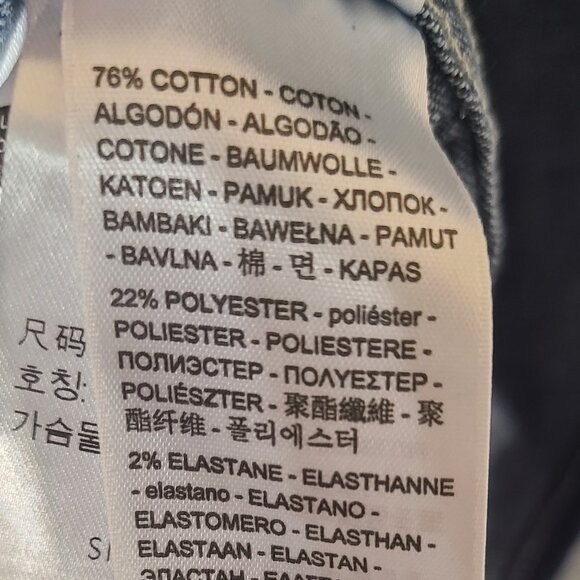 76% COTTON - COTON -
ALGODÓN - ALGODÃO -
COTONE - BAUMWOLLE -
KATOEN - PAMUK - ХЛОПОК -
BAMBAKI - BAWEŁNA - PAMUT
- BAVLNA - 棉 - 면 - KAPAS
22% POLYESTER - poliéster -
POLIESTER - POLIESTERE -
ПОЛИЭСТЕР - ΠΟΛΥΕΣΤΕΡ -
POLIÉSZTER - 聚酯纖維 - 聚
酯纤维 - 폴리에스터
2% ELASTANE - ELASTHANNE
- elastano - ELASTANO -
ELASTOMERO - ELASTHAN -
ELASTAAN - ELASTAN -
ЭЛАСТАН -
尺码
호칭:
가슴둘